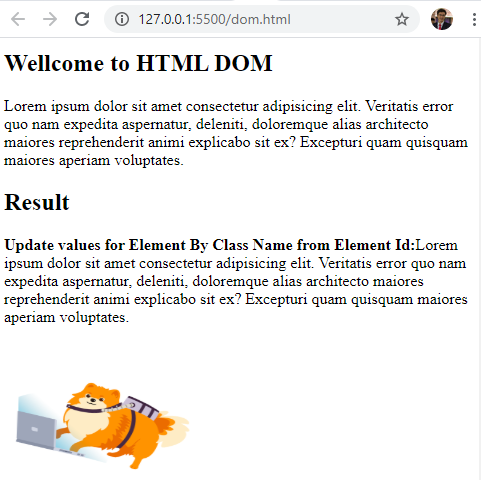 127.0.0.1:5500/dom.html
Wellcome to HTML DOM
Lorem ipsum dolor sit amet consectetur adipisicing elit. Veritatis error
quo nam expedita aspernatur, deleniti, doloremque alias architecto
maiores reprehenderit animi explicabo sit ex? Excepturi quam quisquam
maiores aperiam voluptates.
Result
Update values for Element By Class Name from Element Id:Lorem
ipsum dolor sit amet consectetur adipisicing elit. Veritatis error quo nam
expedita aspernatur, deleniti, doloremque alias architecto maiores
reprehenderit animi explicabo sit ex? Excepturi quam quisquam maiores
aperiam voluptates.